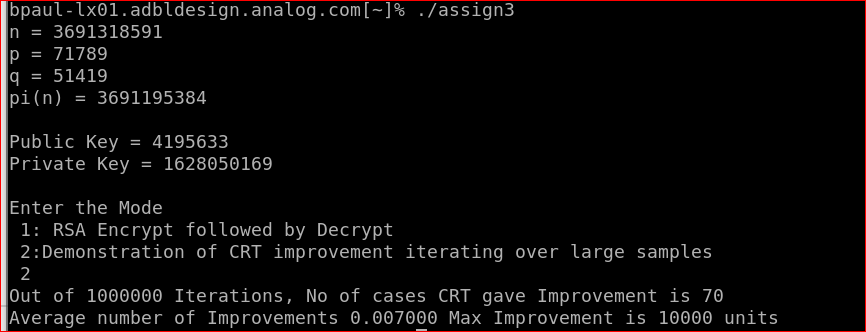 bpaul-lx01.adbldesign.analog.com[~]% ./assign3
n = 3691318591
p = 71789
q = 51419
pi(n) = 3691195384
Public Key = 4195633
Private Key = 1628050169
Enter the Mode
1: RSA Encrypt followed by Decrypt
2:Demonstration of CRT improvement iterating over large samples
2
Out of 1000000 Iterations, No of cases CRT gave Improvement is 70
Average number of Improvements 0.007000 Max Improvement is 10000 units